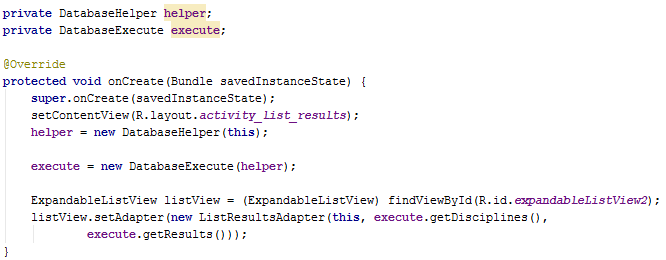 private DatabaseHelper helper;
private DatabaseExecute execute;
@Override
protected void onCreate(Bundle savedInstanceState) {
super.onCreate(savedInstanceState);
setContentView(R.layout.activity_list_results);
helper = new DatabaseHelper(this);
execute = new DatabaseExecute(helper);
ExpandableListView listView = (ExpandableListView) findViewById(R.id.expandableListView2);
listView.setAdapter(new ListResultsAdapter(this, execute.getDisciplines(),
execute.getResults()));
}